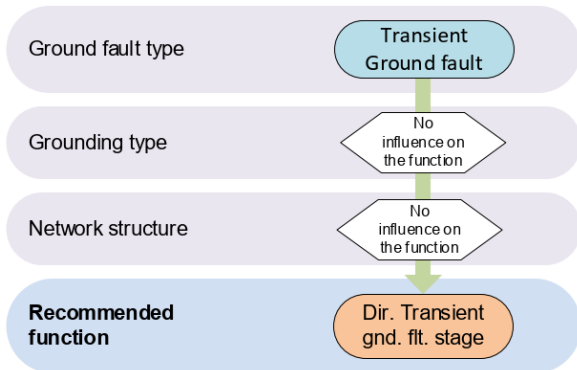 Ground fault type
Transient
Ground fault
Grounding type
No
influence on
the function
Network structure
No
influence on
the function
Recommended
function
Dir. Transient
gnd. flt. stage